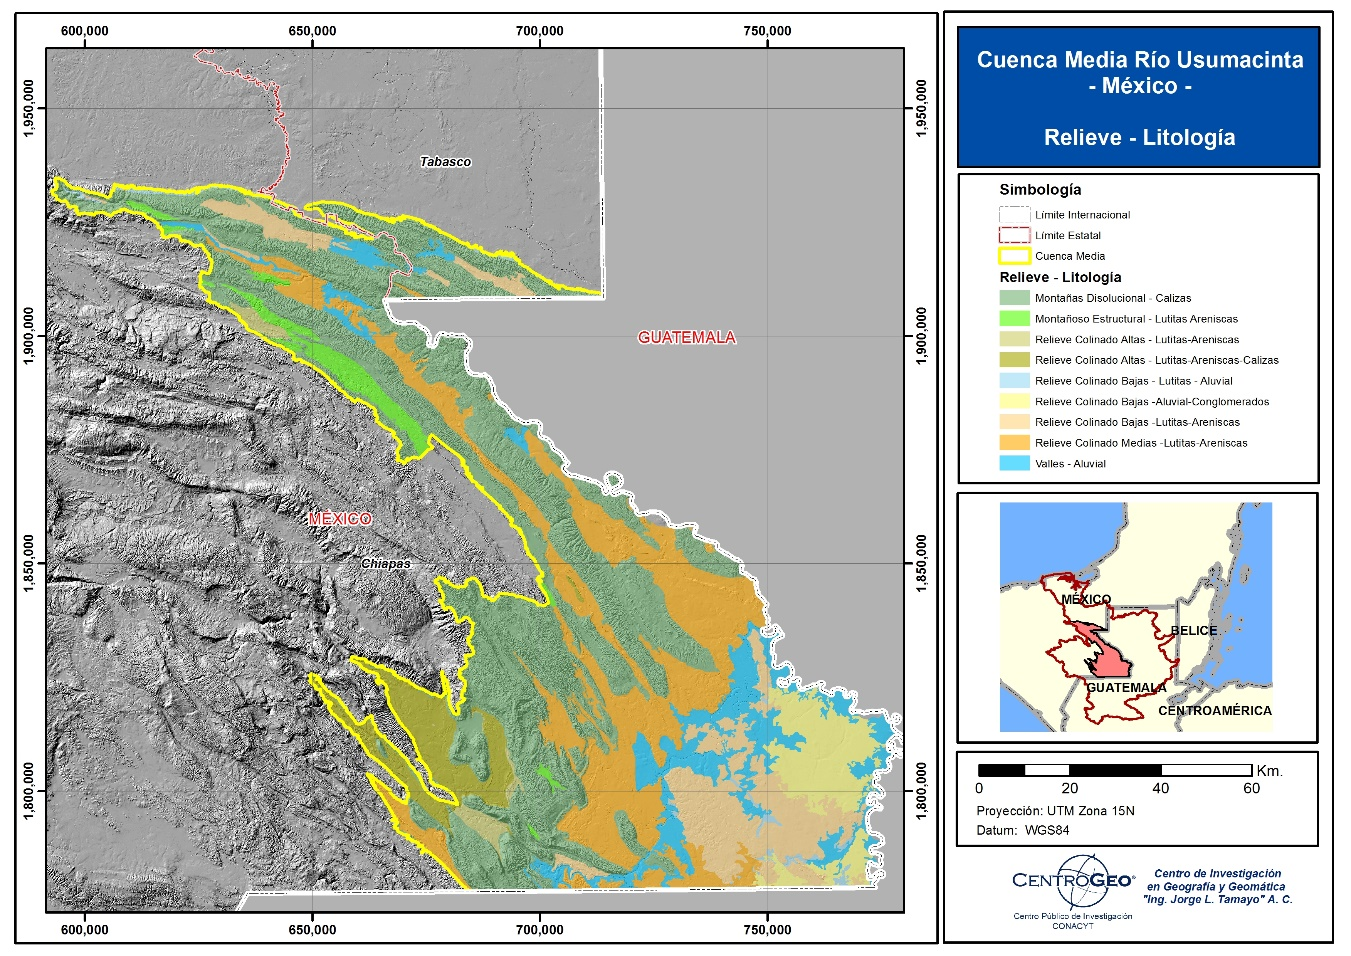 600,000 650,000 700,000 750,000
1,950,000
1,900,000
1,850,000
1,800,000
Tabasco
GUATEMALA
MÉXICO
Chiapas
1,950,000
1,900,000
1,850,000
1,800,000
600,000 650,000 700,000 750,000
Cuenca Media Río Usumacinta
- México -
Relieve - Litología
Simbología
Límite Internacional
Límite Estatal
Cuenca Media
Relieve - Litología
Montañas Disolucional - Calizas
Montañoso Estructural - Lutitas Areniscas
Relieve Colinado Altas - Lutitas-Areniscas
Relieve Colinado Altas - Lutitas-Areniscas-Calizas
Relieve Colinado Bajas - Lutitas - Aluvial
Relieve Colinado Bajas -Aluvial-Conglomerados
Relieve Colinado Bajas -Lutitas-Areniscas
Relieve Colinado Medias -Lutitas-Areniscas
Valles - Aluvial
MÉXICO
BELICE
GUATEMALA
CENTROAMÉRICA
Km.
0 20 40 60
Proyección: UTM Zona 15N
Datum: WGS84
CENTROGEO®
Centro Público de Investigación
CONACYT
Centro de Investigación
en Geografía y Geomática
"Ing. Jorge L. Tamayo" A. C.